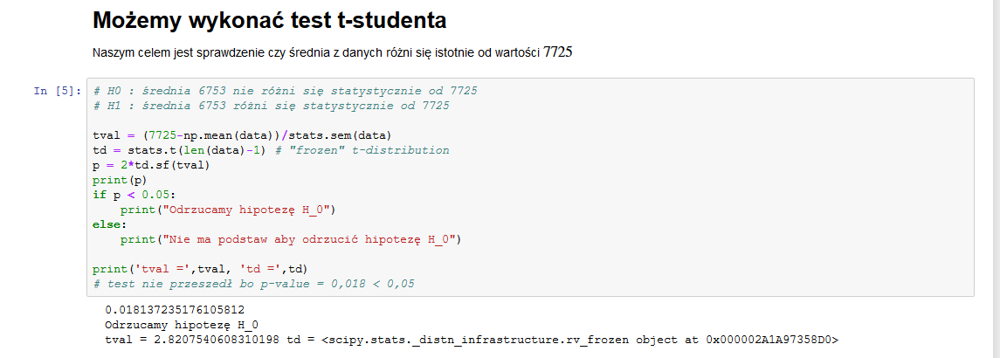 Możemy wykonać test t-studenta
Naszym celem jest sprawdzenie czy średnia z danych różni się istotnie od wartości 7725
In [5]: # H0 : średnia 6753 nie różni się statystycznie od 7725
# H1 : średnia 6753 różni się statystycznie od 7725
tval = (7725-np.mean(data))/stats.sem(data)
td = stats.t(len(data)-1) # "frozen" t-distribution
p = 2*td.sf(tval)
print(p)
if p < 0.05:
    print("Odrzucamy hipotezę H_0")
else:
    print("Nie ma podstaw aby odrzucić hipotezę H_0")
print('tval =',tval, 'td =',td)
# test nie przeszedł bo p-value = 0,018 < 0,05
0.018137235176105812
Odrzucamy hipotezę H_0
tval = 2.8207540608310198 td = <scipy.stats._distn_infrastructure.rv_frozen object at 0x000002A1A97358D0>